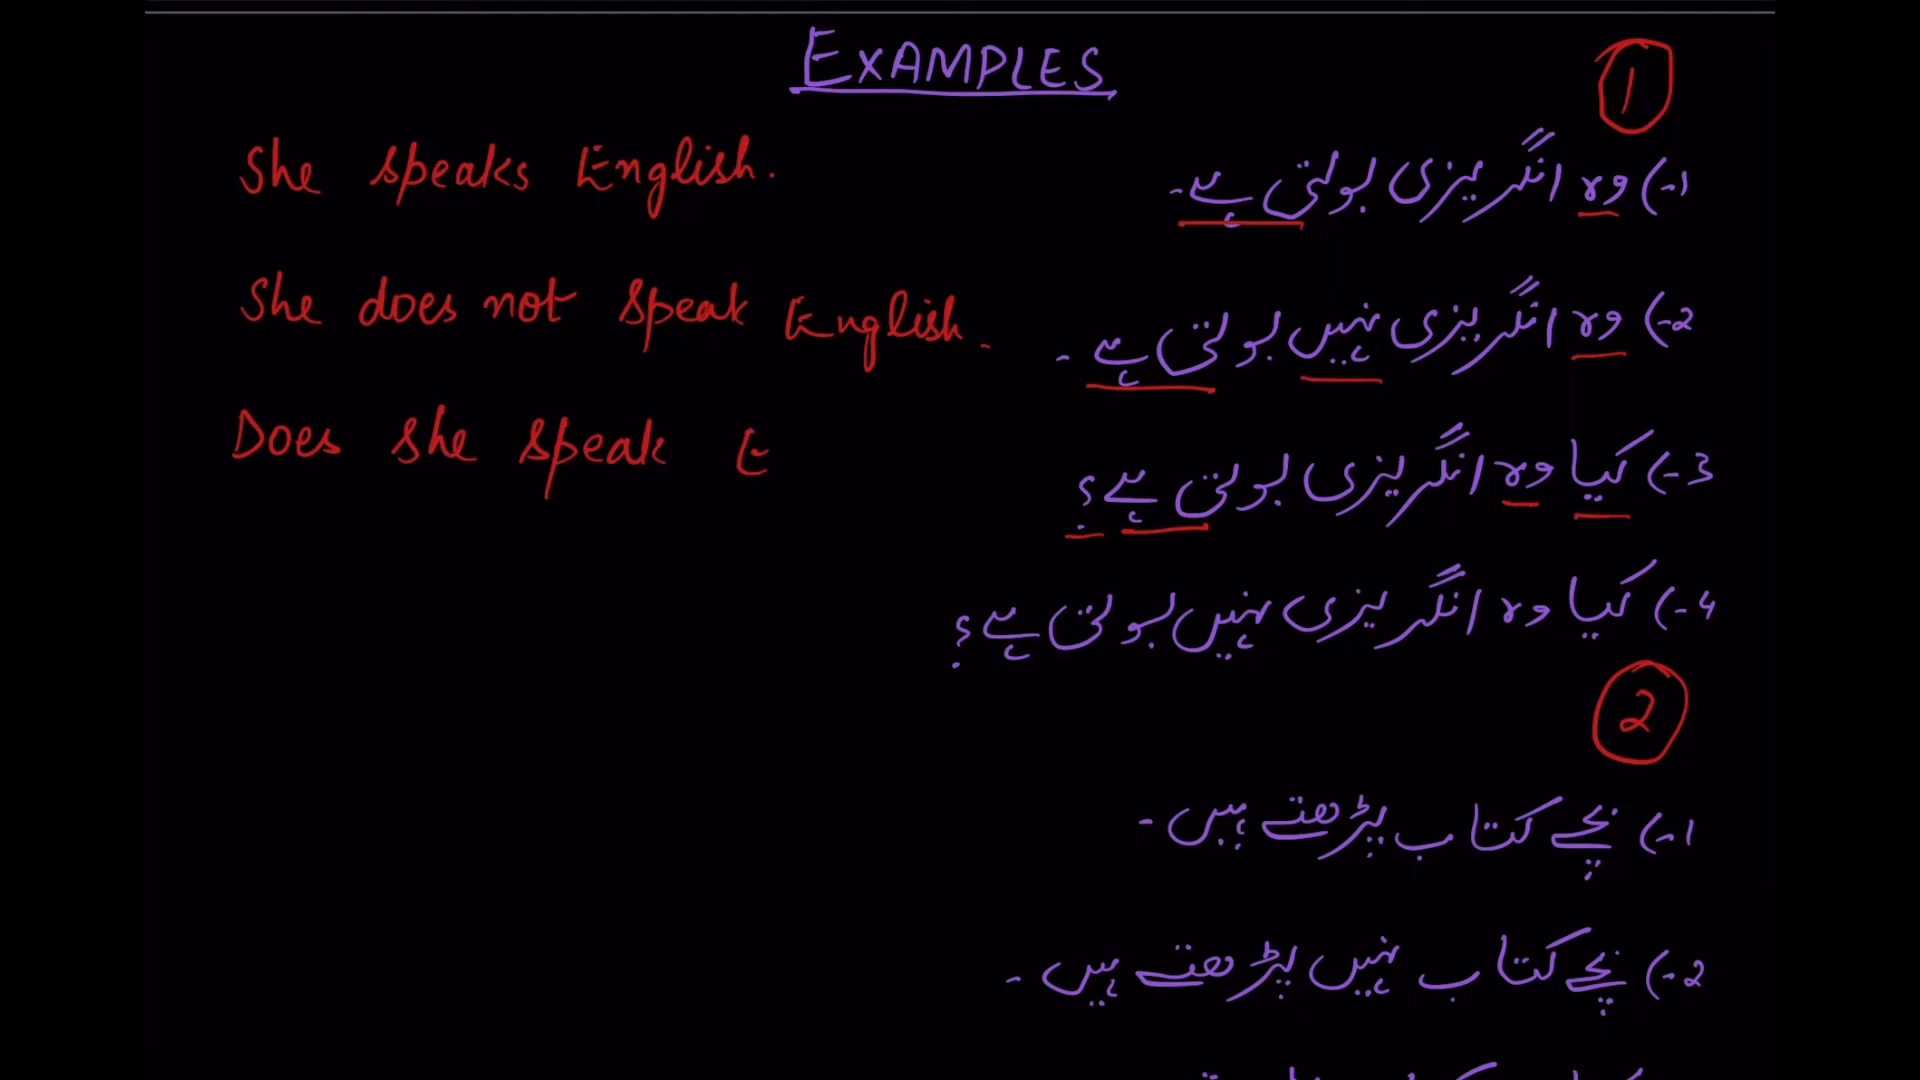 EXAMPLES
1
She speaks English.
1-) وہ انگریزی بولتی ہے۔
She does not speak English.
2-) وہ انگریزی نہیں بولتی ہے۔
Does she speak E
3-) کیا وہ انگریزی بولتی ہے؟
4-) کیا وہ انگریزی نہیں بولتی ہے؟
2
1-) بچے کتاب پڑھتے ہیں۔
2-) بچے کتاب نہیں پڑھتے ہیں۔